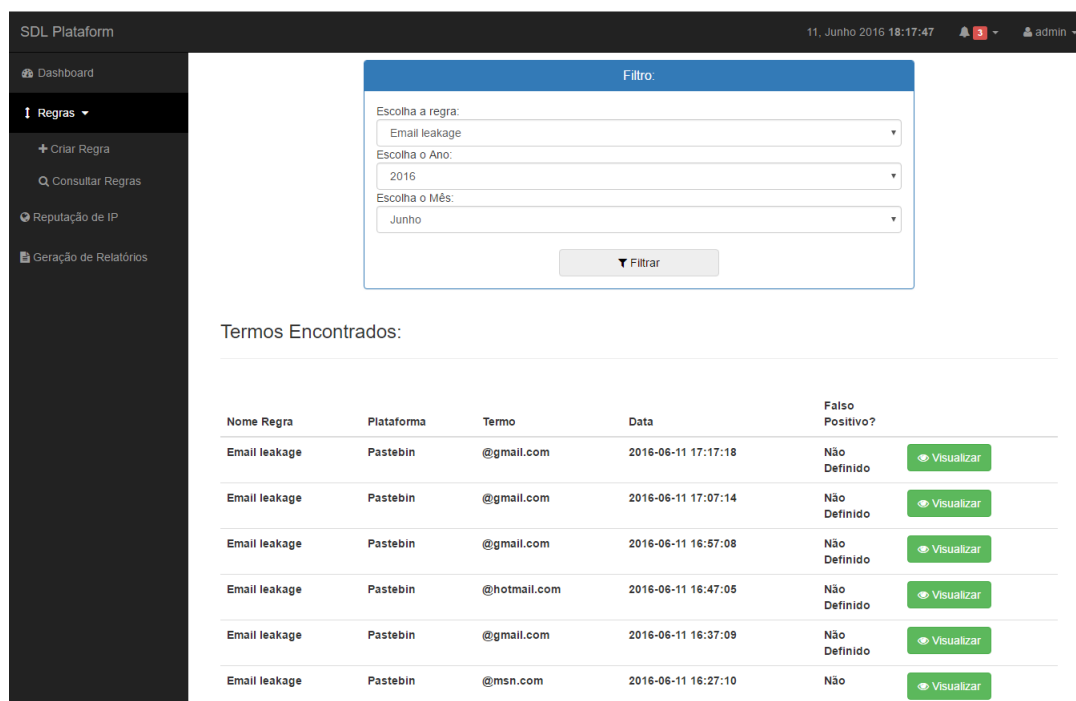 SDL Plataform
11, Junho 2016 18:17:47
3
admin
Dashboard
Regras
Criar Regra
Consultar Regras
Reputação de IP
Geração de Relatórios
Filtro:
Escolha a regra:
Email leakage
Escolha o Ano:
2016
Escolha o Mês:
Junho
Filtrar
Termos Encontrados:
Nome Regra Plataforma Termo Data Falso Positivo?
Email leakage Pastebin @gmail.com 2016-06-11 17:17:18 Não Definido Visualizar
Email leakage Pastebin @gmail.com 2016-06-11 17:07:14 Não Definido Visualizar
Email leakage Pastebin @gmail.com 2016-06-11 16:57:08 Não Definido Visualizar
Email leakage Pastebin @hotmail.com 2016-06-11 16:47:05 Não Definido Visualizar
Email leakage Pastebin @gmail.com 2016-06-11 16:37:09 Não Definido Visualizar
Email leakage Pastebin @msn.com 2016-06-11 16:27:10 Não Visualizar